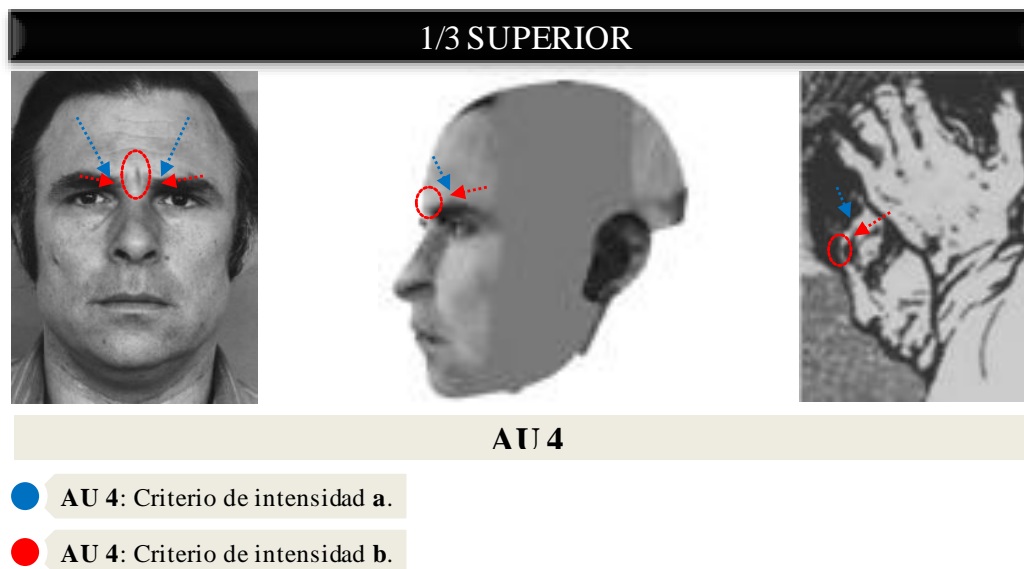 1/3 SUPERIOR
AU 4
AU 4: Criterio de intensidad a.
AU 4: Criterio de intensidad b.